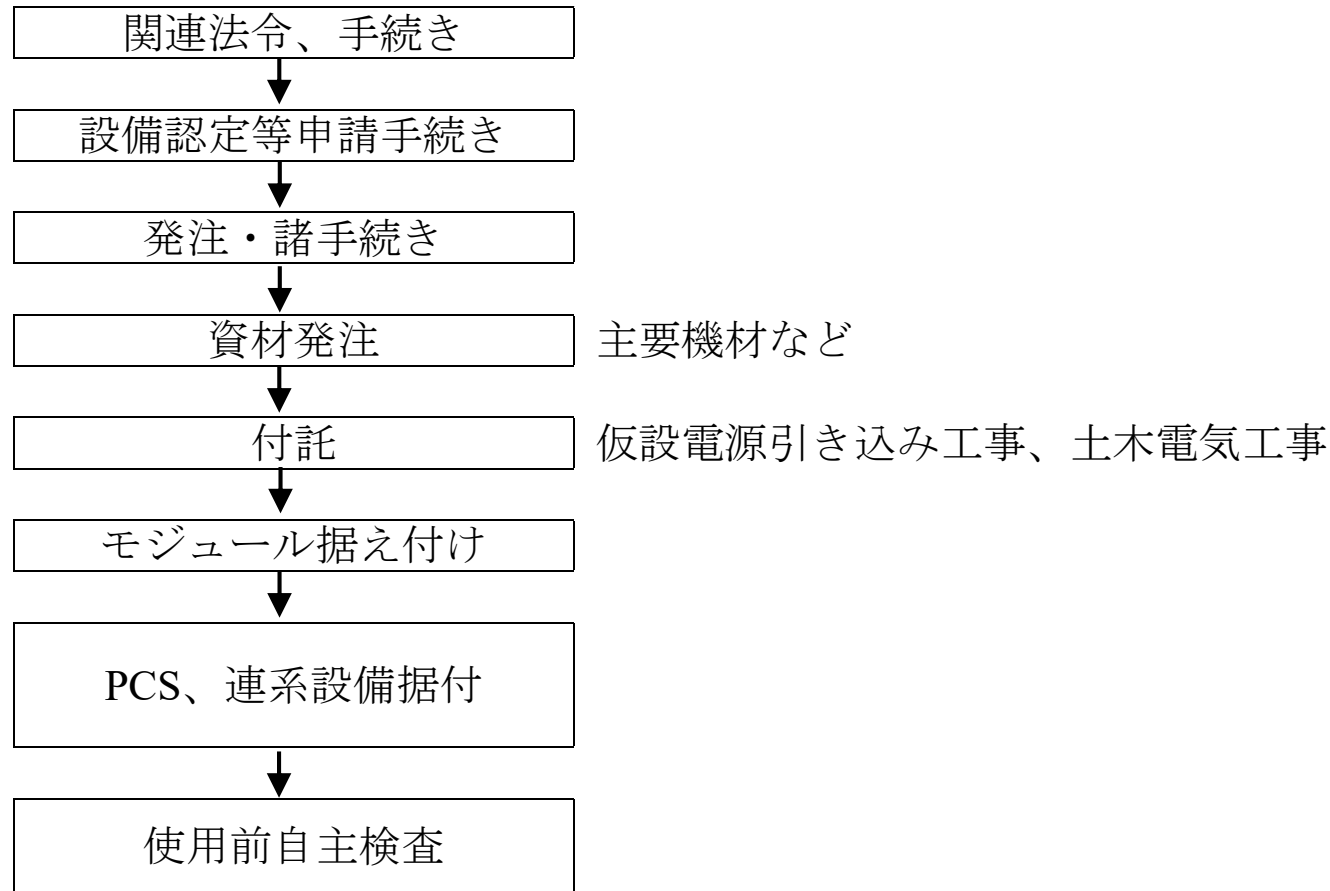 関連法令、手続き
設備認定等申請手続き
発注・諸手続き
資材発注 主要機材など
付託 仮設電源引き込み工事、土木電気工事
モジュール据え付け
PCS、連系設備据付
使用前自主検査